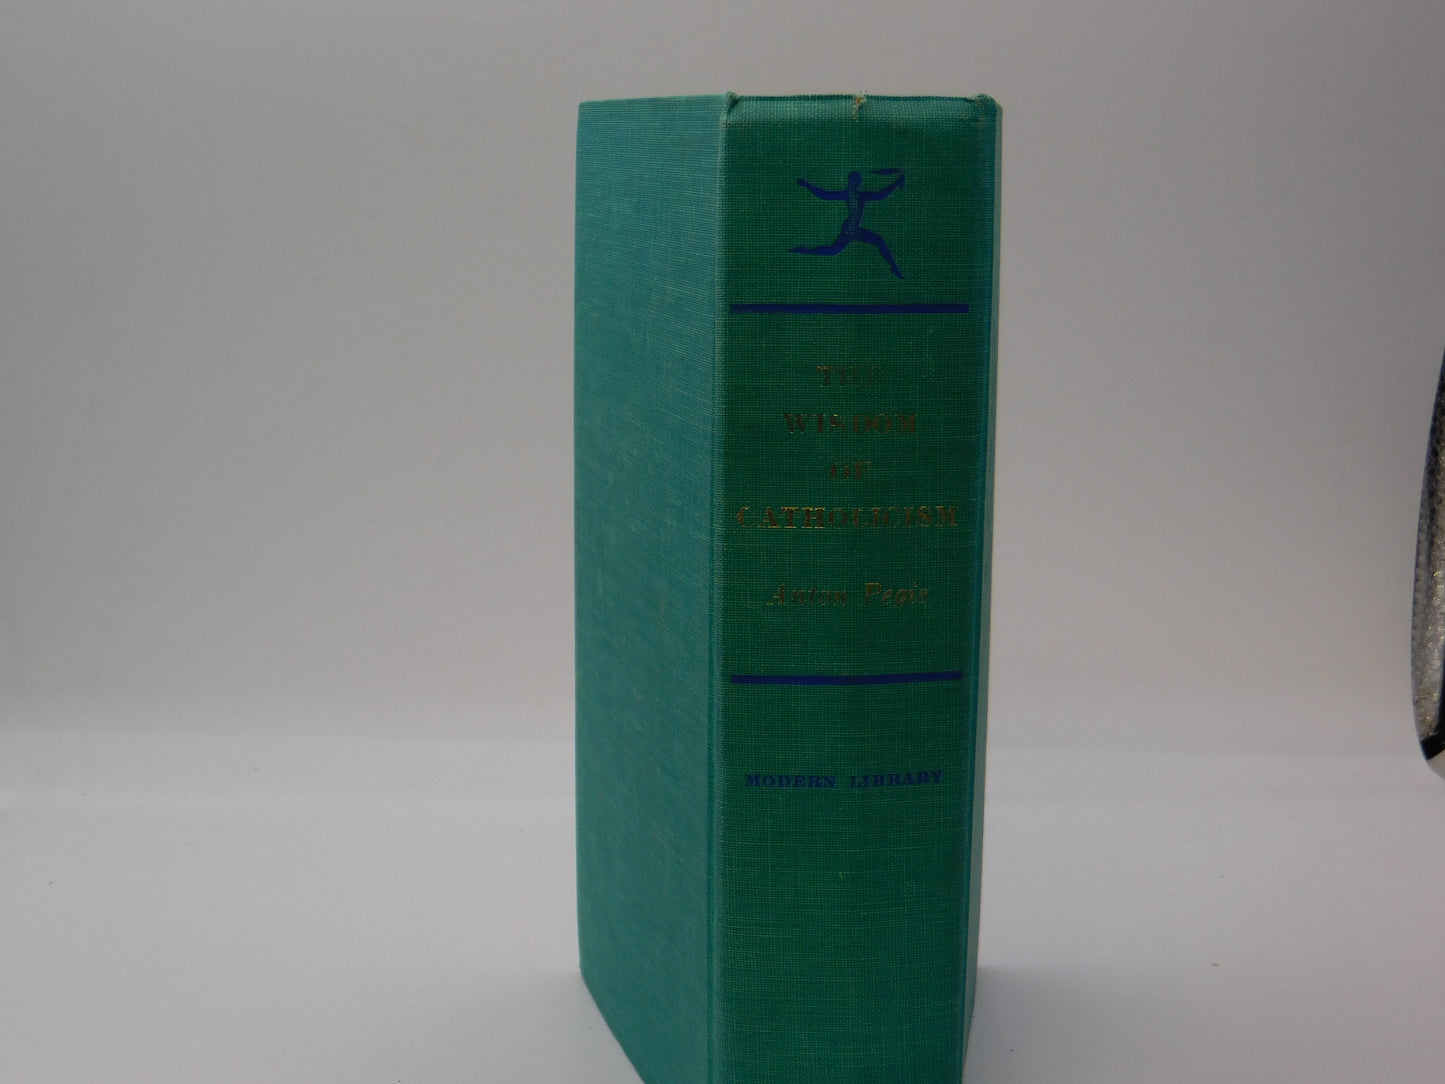 THE
WISDOM
OF
CATHOLICISM
Anton Pegis
MODERN LIBRARY